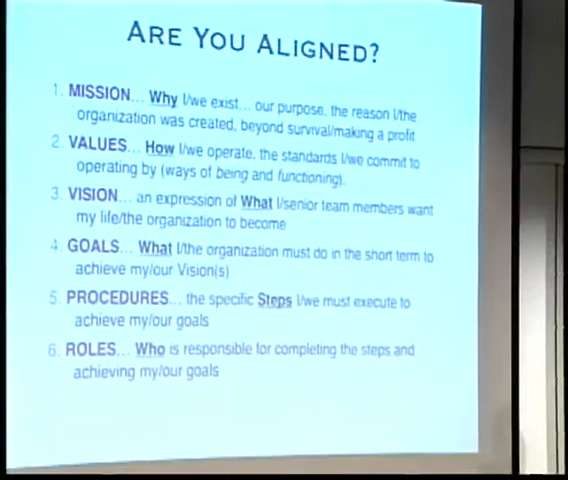 ARE YOU ALIGNED?
1. MISSION... Why I/we exist... our purpose, the reason I/the
organization was created, beyond survival/making a profit
2. VALUES... How I/we operate, the standards I/we commit to
operating by (ways of being and functioning).
3. VISION... an expression of What I/senior team members want
my life/the organization to become
4. GOALS... What I/the organization must do in the short term to
achieve my/our Vision(s)
5. PROCEDURES... the specific Steps I/we must execute to
achieve my/our goals
6. ROLES... Who is responsible for completing the steps and
achieving my/our goals